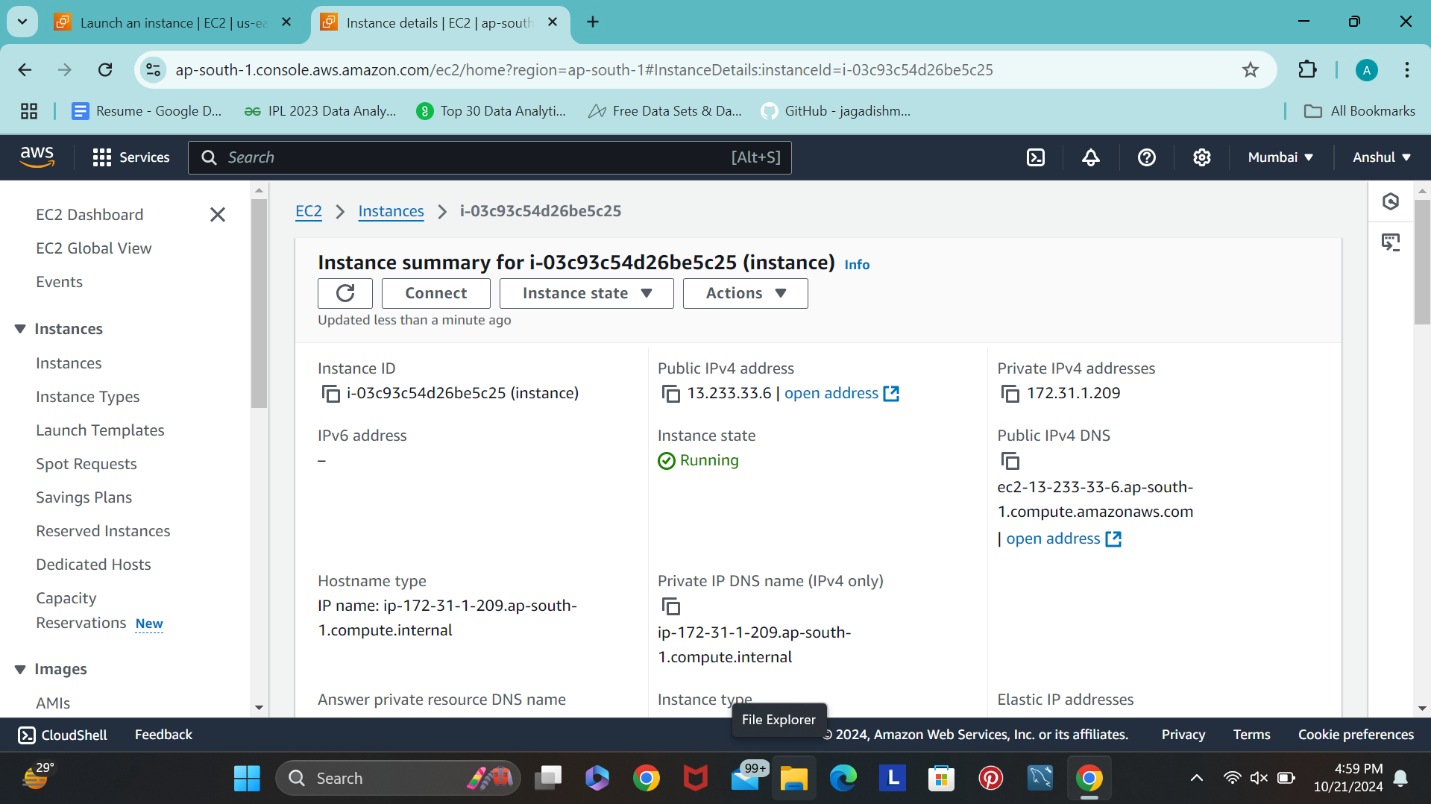 Launch an instance | EC2 | us-ea
Instance details | EC2 | ap-south
ap-south-1.console.aws.amazon.com/ec2/home?region=ap-south-1#InstanceDetails:instanceId=i-03c93c54d26be5c25
A
Resume - Google D...
IPL 2023 Data Analy...
Top 30 Data Analyti...
Free Data Sets & Da...
GitHub - jagadishm...
All Bookmarks
aws
Services
Search
[Alt+S]
Mumbai
Anshul
EC2 Dashboard
EC2 Global View
Events
Instances
Instances
Instance Types
Launch Templates
Spot Requests
Savings Plans
Reserved Instances
Dedicated Hosts
Capacity
Reservations New
Images
AMIs
EC2 > Instances > i-03c93c54d26be5c25
Instance summary for i-03c93c54d26be5c25 (instance) Info
Connect
Instance state
Actions
Updated less than a minute ago
Instance ID
i-03c93c54d26be5c25 (instance)
Public IPv4 address
13.233.33.6 | open address
Private IPv4 addresses
172.31.1.209
IPv6 address
–
Instance state
Running
Public IPv4 DNS
ec2-13-233-33-6.ap-south-
1.compute.amazonaws.com
| open address
Hostname type
IP name: ip-172-31-1-209.ap-south-
1.compute.internal
Private IP DNS name (IPv4 only)
ip-172-31-1-209.ap-south-
1.compute.internal
Answer private resource DNS name
Instance type
Elastic IP addresses
File Explorer
CloudShell
Feedback
© 2024, Amazon Web Services, Inc. or its affiliates.
Privacy
Terms
Cookie preferences
29°
Search
99+
L
4:59 PM
10/21/2024